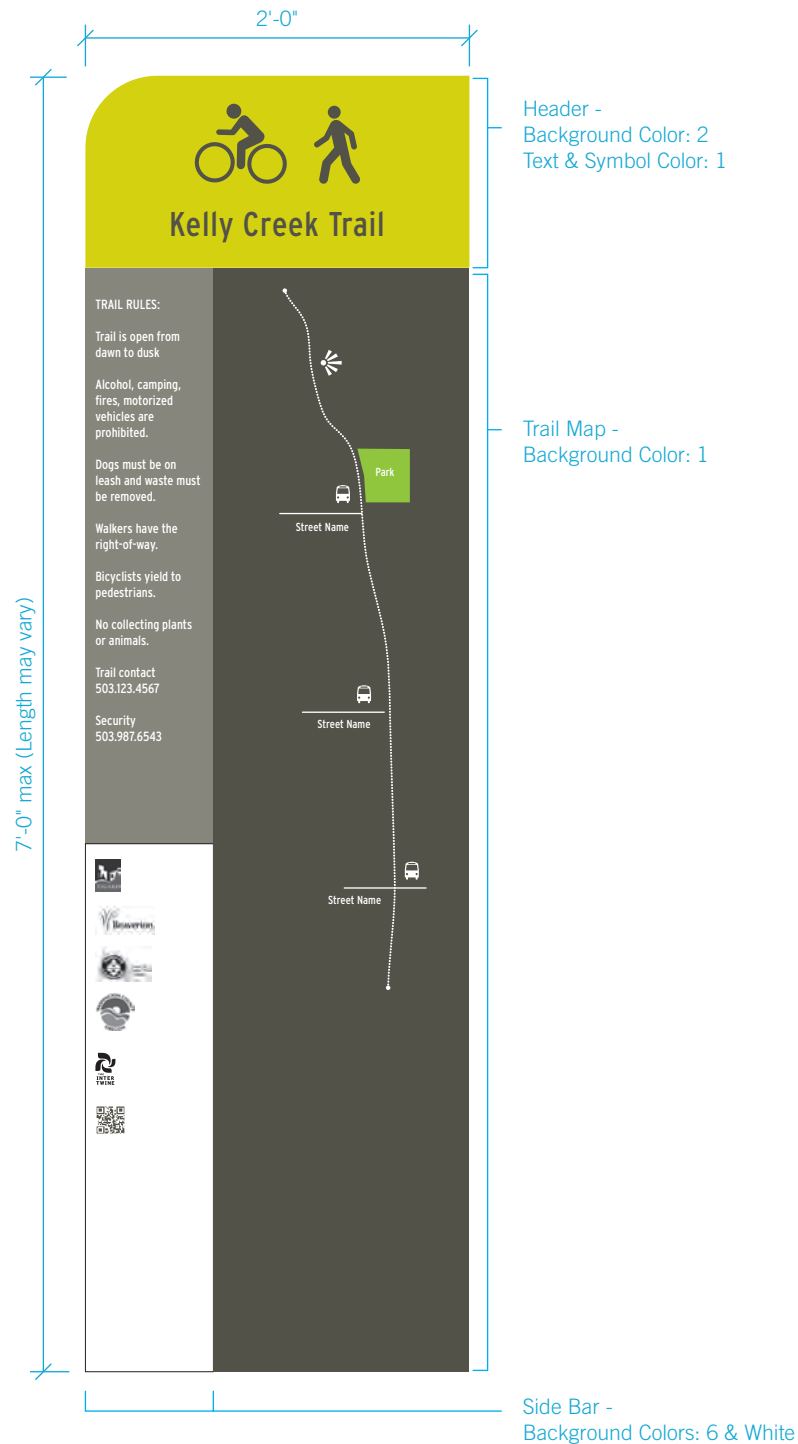 2'-0"
Header -
Background Color: 2
Text & Symbol Color: 1
Kelly Creek Trail
TRAIL RULES:
Trail is open from
dawn to dusk
Alcohol, camping,
fires, motorized
vehicles are
prohibited.
Dogs must be on
leash and waste must
be removed.
Walkers have the
right-of-way.
Bicyclists yield to
pedestrians.
No collecting plants
or animals.
Trail contact
503.123.4567
Security
503.987.6543
Trail Map -
Background Color: 1
Park
Street Name
Street Name
Street Name
7'-0" max (Length may vary)
Beaverton
THE
INTER
TWINE
Side Bar -
Background Colors: 6 & White